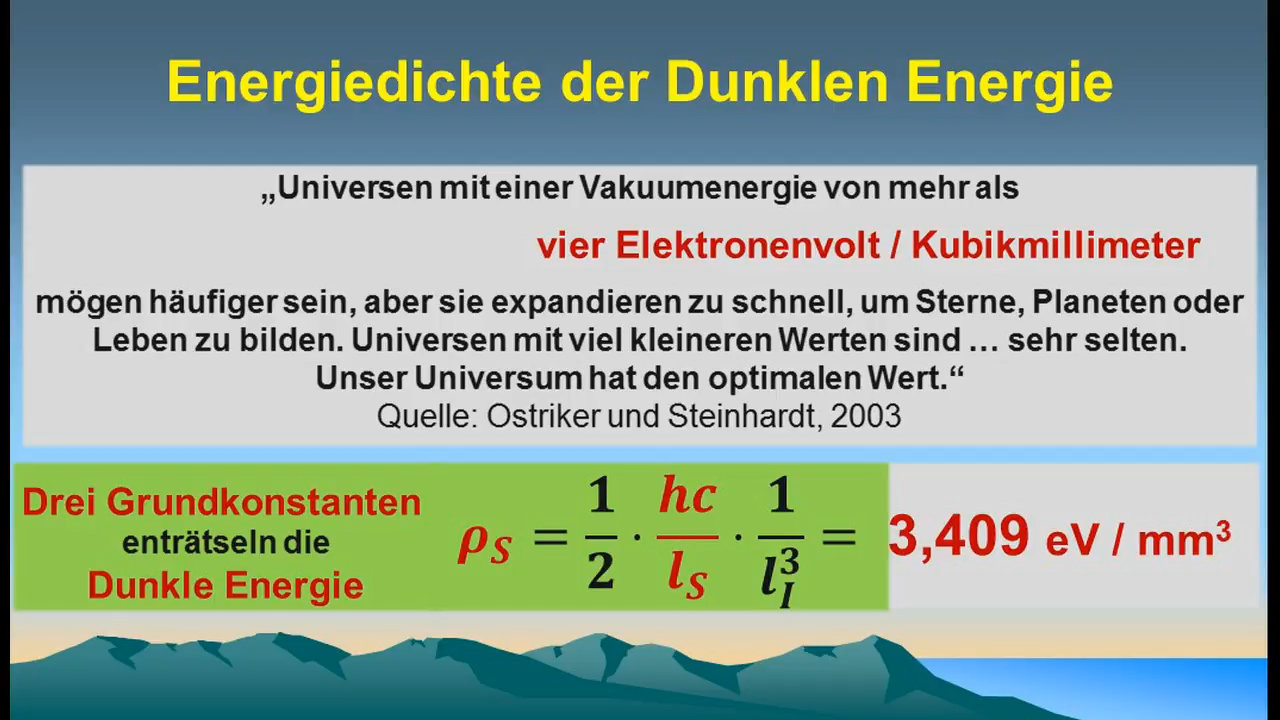 Energiedichte der Dunklen Energie
„Universen mit einer Vakuumenergie von mehr als
vier Elektronenvolt / Kubikmillimeter
mögen häufiger sein, aber sie expandieren zu schnell, um Sterne, Planeten oder
Leben zu bilden. Universen mit viel kleineren Werten sind … sehr selten.
Unser Universum hat den optimalen Wert.“
Quelle: Ostriker und Steinhardt, 2003
Drei Grundkonstanten
enträtseln die
Dunkle Energie
ρ_S = 1/2 · hc/l_S · 1/l_I³ = 3,409 eV / mm³